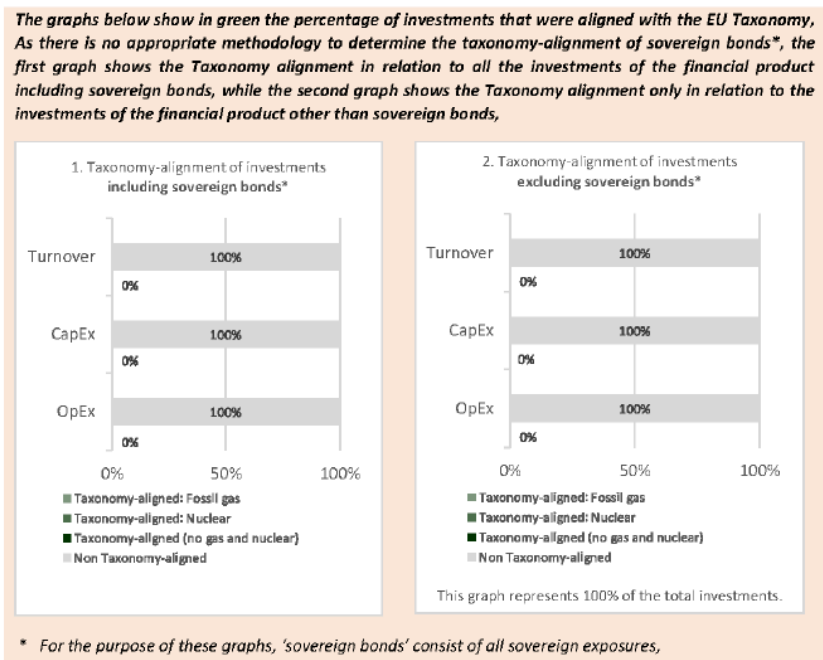 The graphs below show in green the percentage of investments that were aligned with the EU Taxonomy,
As there is no appropriate methodology to determine the taxonomy-alignment of sovereign bonds*, the
first graph shows the Taxonomy alignment in relation to all the investments of the financial product
including sovereign bonds, while the second graph shows the Taxonomy alignment only in relation to the
investments of the financial product other than sovereign bonds,
1. Taxonomy-alignment of investments
including sovereign bonds*
Turnover
100%
0%
CapEx
100%
0%
OpEx
100%
0%
0% 50% 100%
Taxonomy-aligned: Fossil gas
Taxonomy-aligned: Nuclear
Taxonomy-aligned (no gas and nuclear)
Non Taxonomy-aligned
2. Taxonomy-alignment of investments
excluding sovereign bonds*
Turnover
100%
0%
CapEx
100%
0%
OpEx
100%
0%
0% 50% 100%
Taxonomy-aligned: Fossil gas
Taxonomy-aligned: Nuclear
Taxonomy-aligned (no gas and nuclear)
Non Taxonomy-aligned
This graph represents 100% of the total investments.
* For the purpose of these graphs, ‘sovereign bonds’ consist of all sovereign exposures,